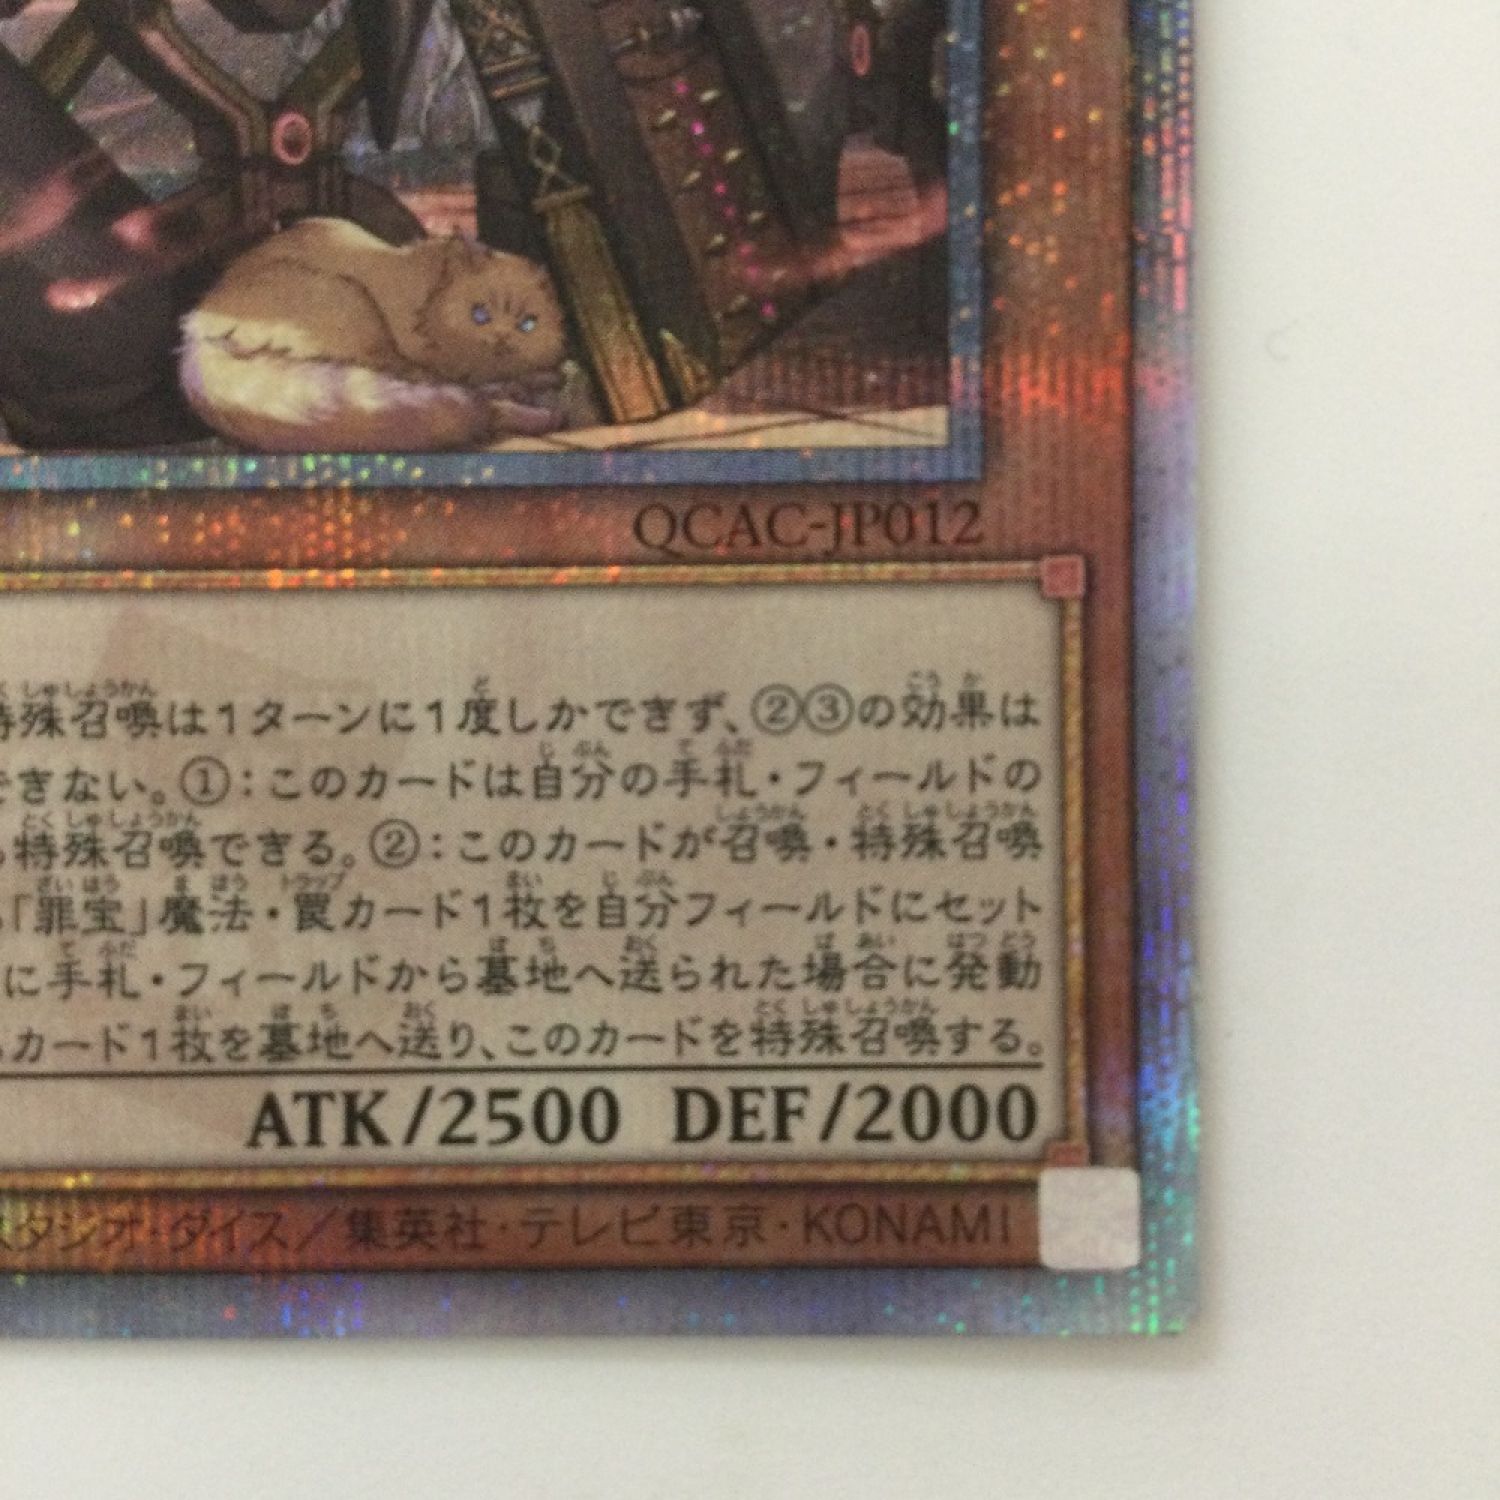 QCAC-JP012
特殊召喚は1ターンに1度しかできず、②③の効果は
できない。①：このカードは自分の手札・フィールドの
特殊召喚できる。②：このカードが召喚・特殊召喚
「罪宝」魔法・罠カード1枚を自分フィールドにセット
に手札・フィールドから墓地へ送られた場合に発動
カード1枚を墓地へ送り、このカードを特殊召喚する。
ATK/2500 DEF/2000
スタジオ・ダイス／集英社・テレビ東京・KONAMI